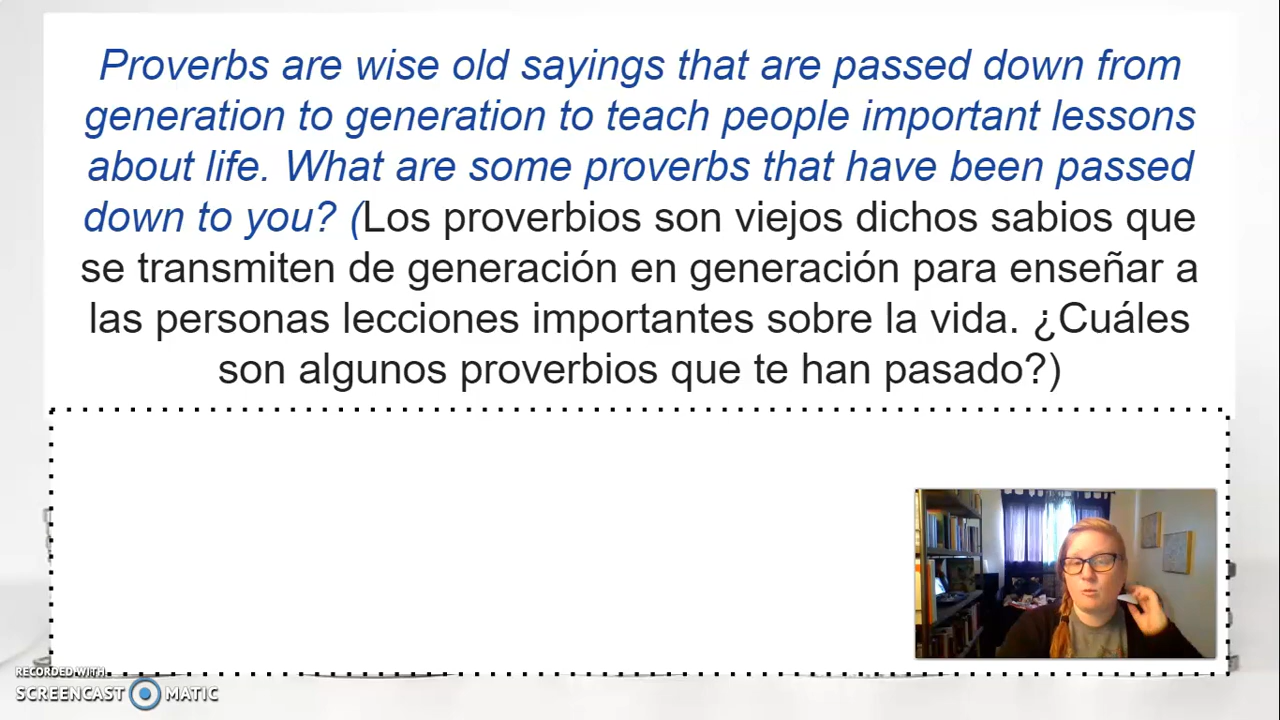 Proverbs are wise old sayings that are passed down from
generation to generation to teach people important lessons
about life. What are some proverbs that have been passed
down to you? (Los proverbios son viejos dichos sabios que
se transmiten de generación en generación para enseñar a
las personas lecciones importantes sobre la vida. ¿Cuáles
son algunos proverbios que te han pasado?)
RECORDED WITH
SCREENCAST MATIC